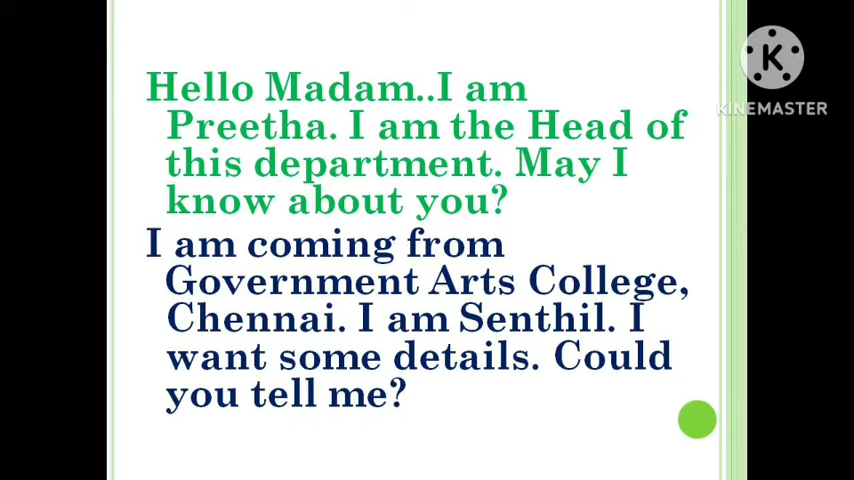 Hello Madam..I am
Preetha. I am the Head of
this department. May I
know about you?
I am coming from
Government Arts College,
Chennai. I am Senthil. I
want some details. Could
you tell me?
K
KINEMASTER